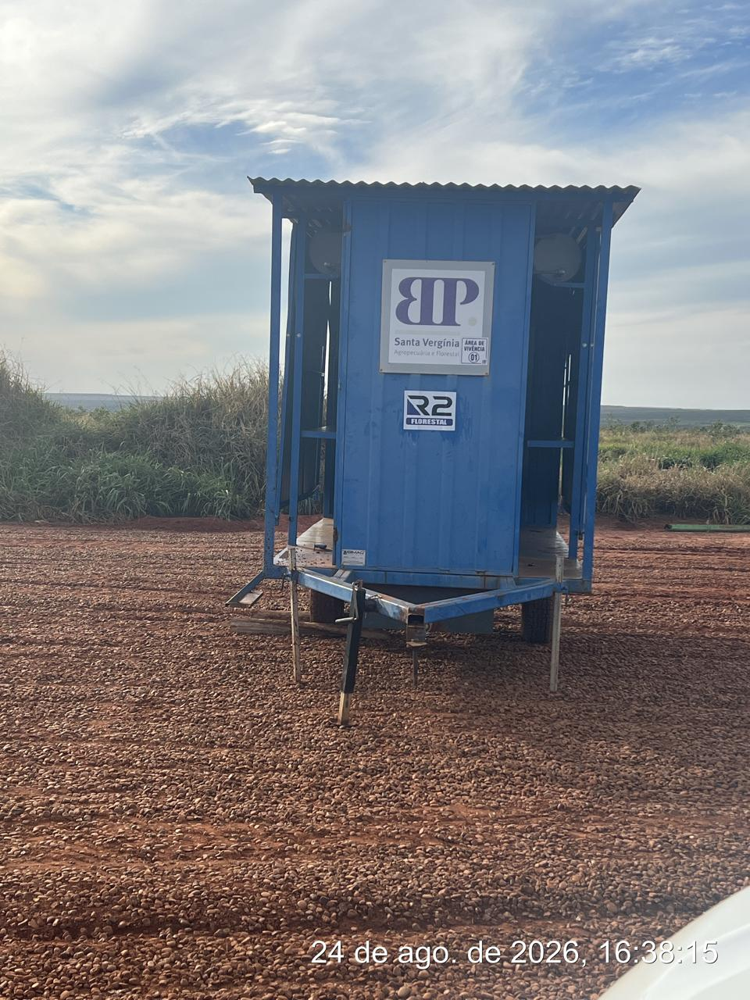 BP.
Santa Vergínia
Agropecuária e Florestal
ÁREA DE
VIVÊNCIA
01
R2
FLORESTAL
24 de ago. de 2026, 16:38:15